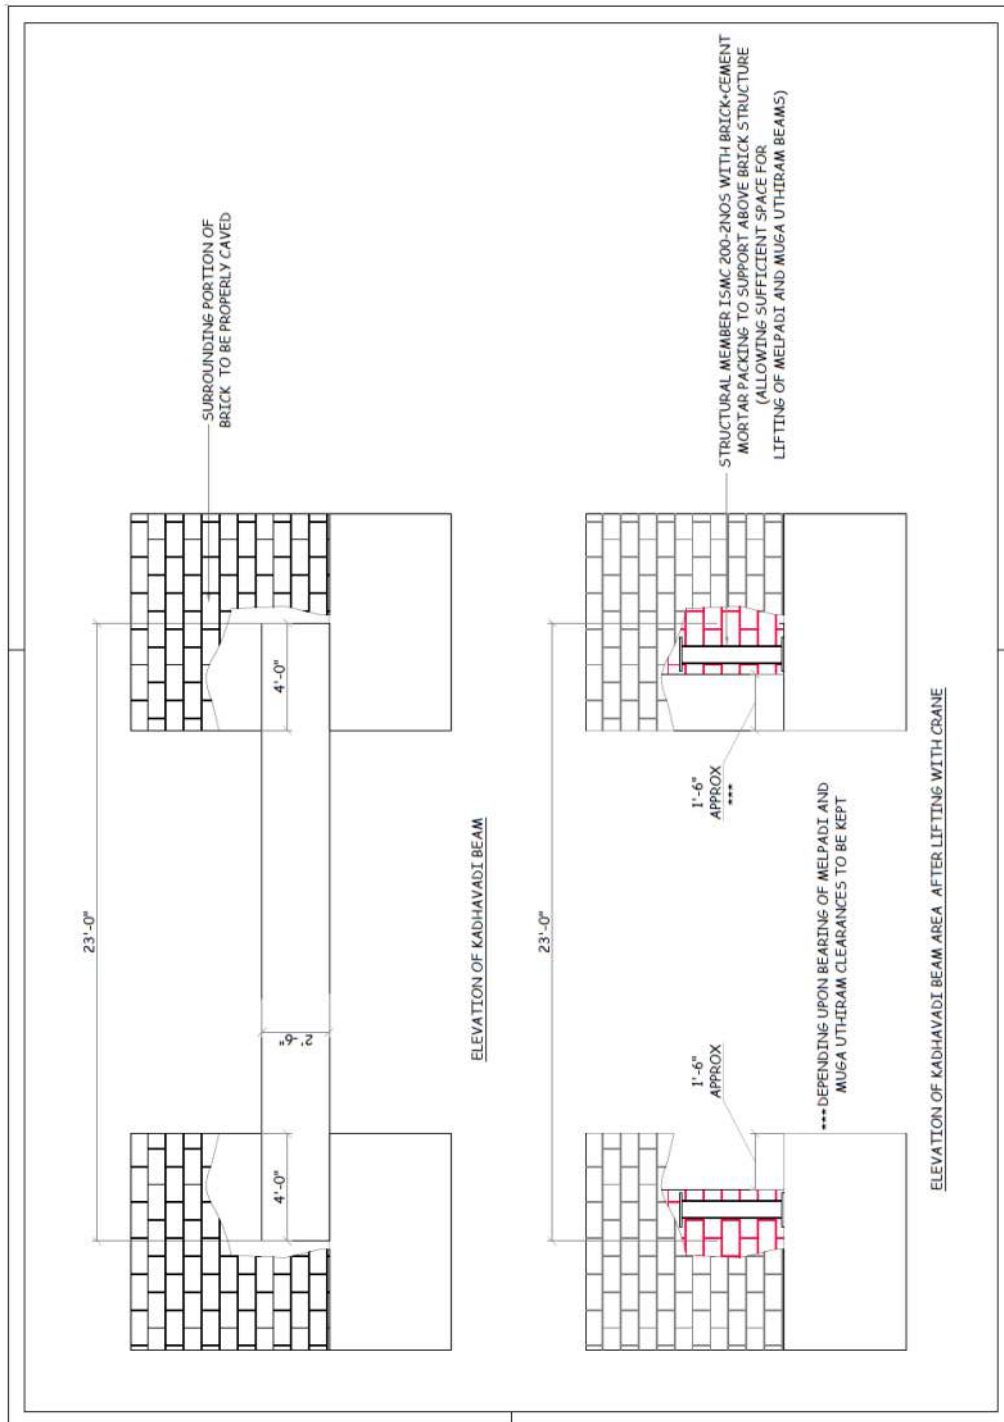 23'-0"
SURROUNDING PORTION OF
BRICK TO BE PROPERLY CAVED
4'-0"
2'-6"
4'-0"
ELEVATION OF KADHAVADI BEAM
23'-0"
STRUCTURAL MEMBER ISMC 200-2NOS WITH BRICK+CEMENT
MORTAR PACKING TO SUPPORT ABOVE BRICK STRUCTURE
(ALLOWING SUFFICIENT SPACE FOR
LIFTING OF MELPADI AND MUGA UTHIRAM BEAMS)
1'-6"
APPROX
1'-6"
APPROX
***
***DEPENDING UPON BEARING OF MELPADI AND
MUGA UTHIRAM CLEARANCES TO BE KEPT
ELEVATION OF KADHAVADI BEAM AREA AFTER LIFTING WITH CRANE